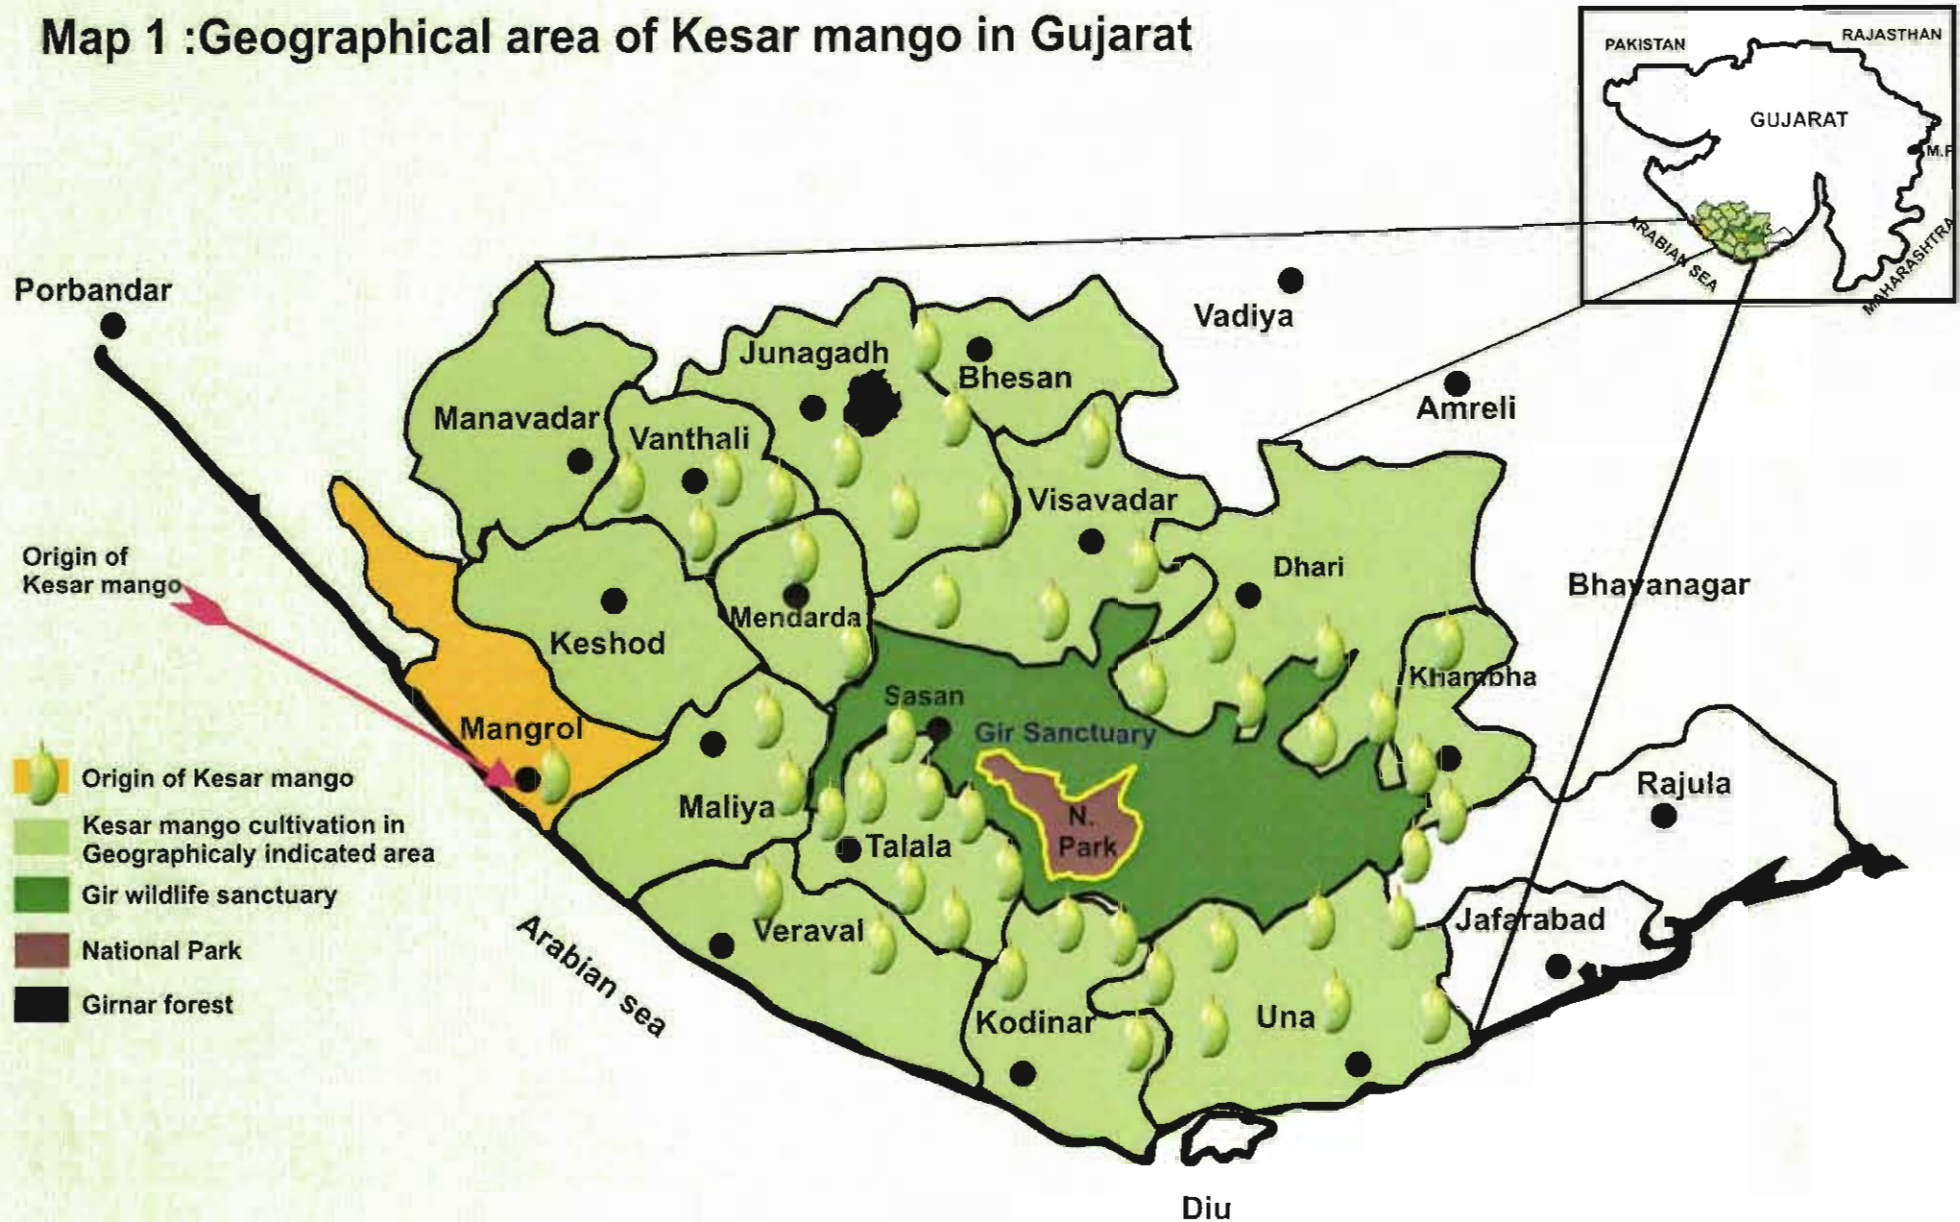 Map 1 :Geographical area of Kesar mango in Gujarat
PAKISTAN
RAJASTHAN
GUJARAT
M.P
ARABIAN SEA
MAHARASHTRA
Porbandar
Vadiya
Junagadh
Bhesan
Amreli
Manavadar
Vanthali
Visavadar
Origin of
Kesar mango
Dhari
Bhavanagar
Keshod
Mendarda
Khambha
Sasan
Gir Sanctuary
Mangrol
Maliya
N.
Park
Talala
Rajula
Veraval
Jafarabad
Arabian sea
Kodinar
Una
Diu
Origin of Kesar mango
Kesar mango cultivation in
Geographicaly indicated area
Gir wildlife sanctuary
National Park
Girnar forest